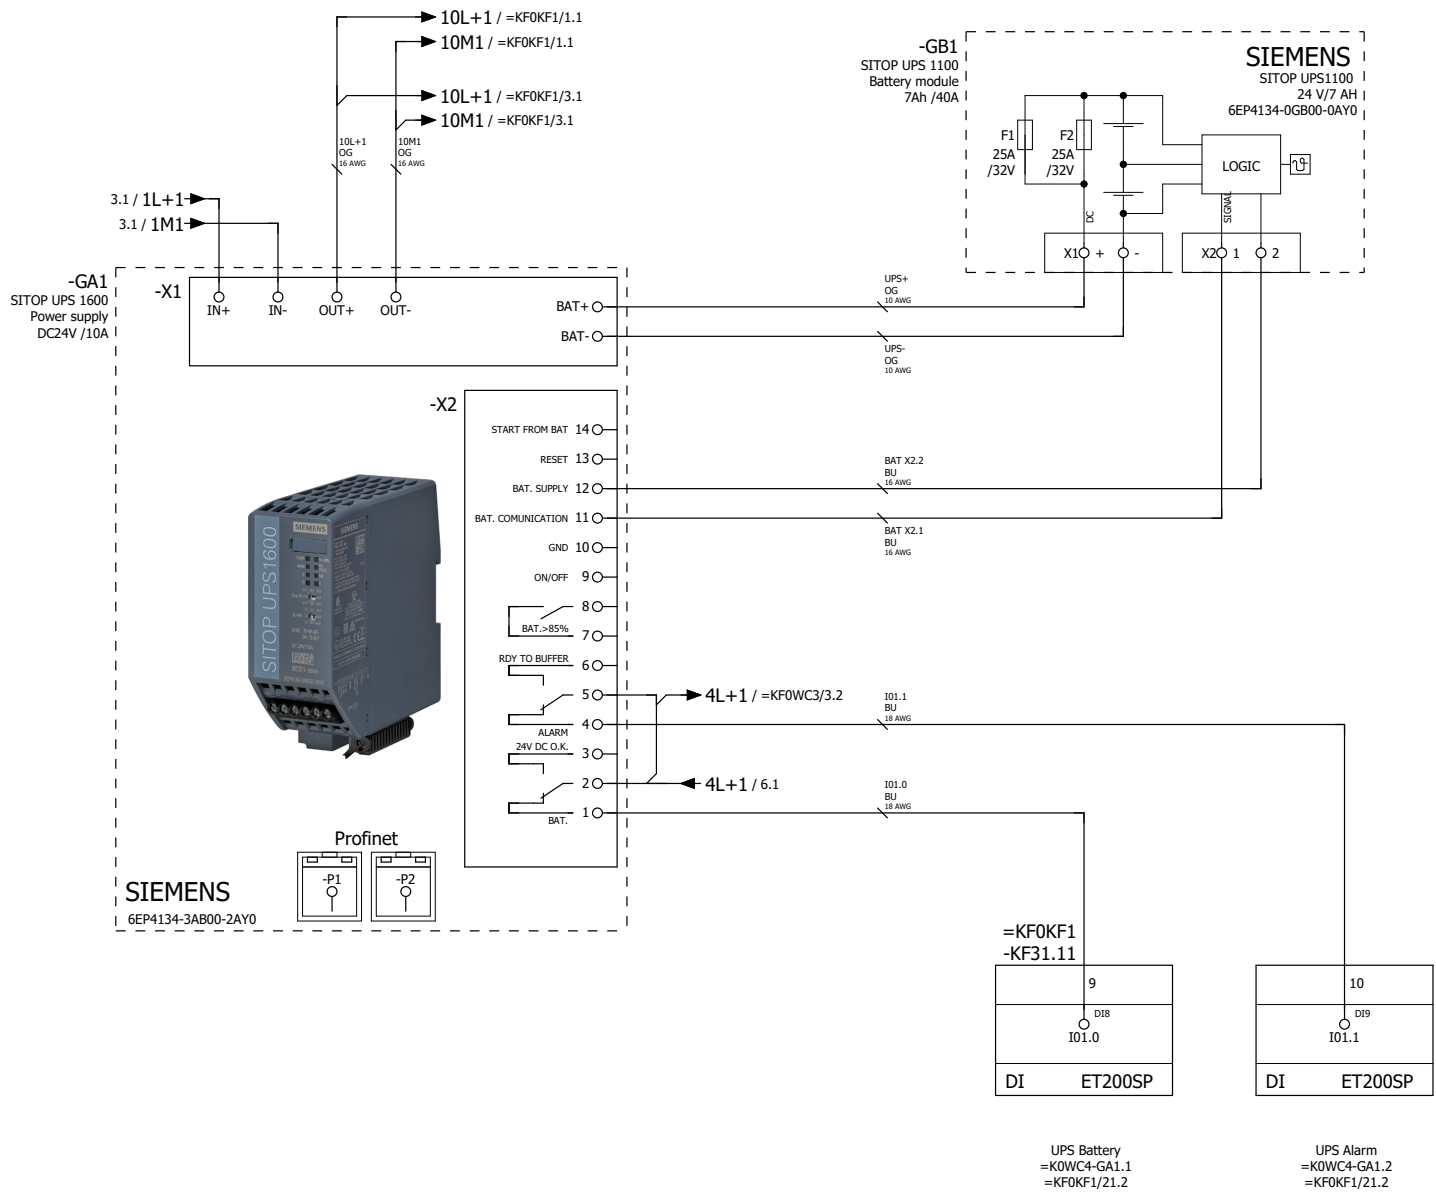 10L+1 / =KF0KF1/1.1
10M1 / =KF0KF1/1.1
10L+1 / =KF0KF1/3.1
10M1 / =KF0KF1/3.1
10L+1
OG
16 AWG
10M1
OG
16 AWG
3.1 / 1L+1
3.1 / 1M1
-GB1
SITOP UPS 1100
Battery module
7Ah /40A
SIEMENS
SITOP UPS1100
24 V/7 AH
6EP4134-0GB00-0AY0
F1
25A
/32V
F2
25A
/32V
LOGIC
DC
SIGNAL
X1 + -
X2 1 2
-GA1
SITOP UPS 1600
Power supply
DC24V /10A
-X1
IN+ IN- OUT+ OUT-
BAT+
BAT-
UPS+
OG
10 AWG
UPS-
OG
10 AWG
-X2
START FROM BAT 14
RESET 13
BAT. SUPPLY 12
BAT. COMUNICATION 11
GND 10
ON/OFF 9
8
BAT.>85% 7
RDY TO BUFFER 6
5
4
ALARM
24V DC O.K. 3
2
1
BAT.
BAT X2.2
BU
16 AWG
BAT X2.1
BU
16 AWG
4L+1 / =KF0WC3/3.2
I01.1
BU
18 AWG
4L+1 / 6.1
I01.0
BU
18 AWG
SIEMENS
SIEMENS
SITOP UPS1600
Profinet
-P1 -P2
SIEMENS
6EP4134-3AB00-2AY0
=KF0KF1
-KF31.11
9
DI8
I01.0
DI ET200SP
10
DI9
I01.1
DI ET200SP
UPS Battery
=K0WC4-GA1.1
=KF0KF1/21.2
UPS Alarm
=K0WC4-GA1.2
=KF0KF1/21.2